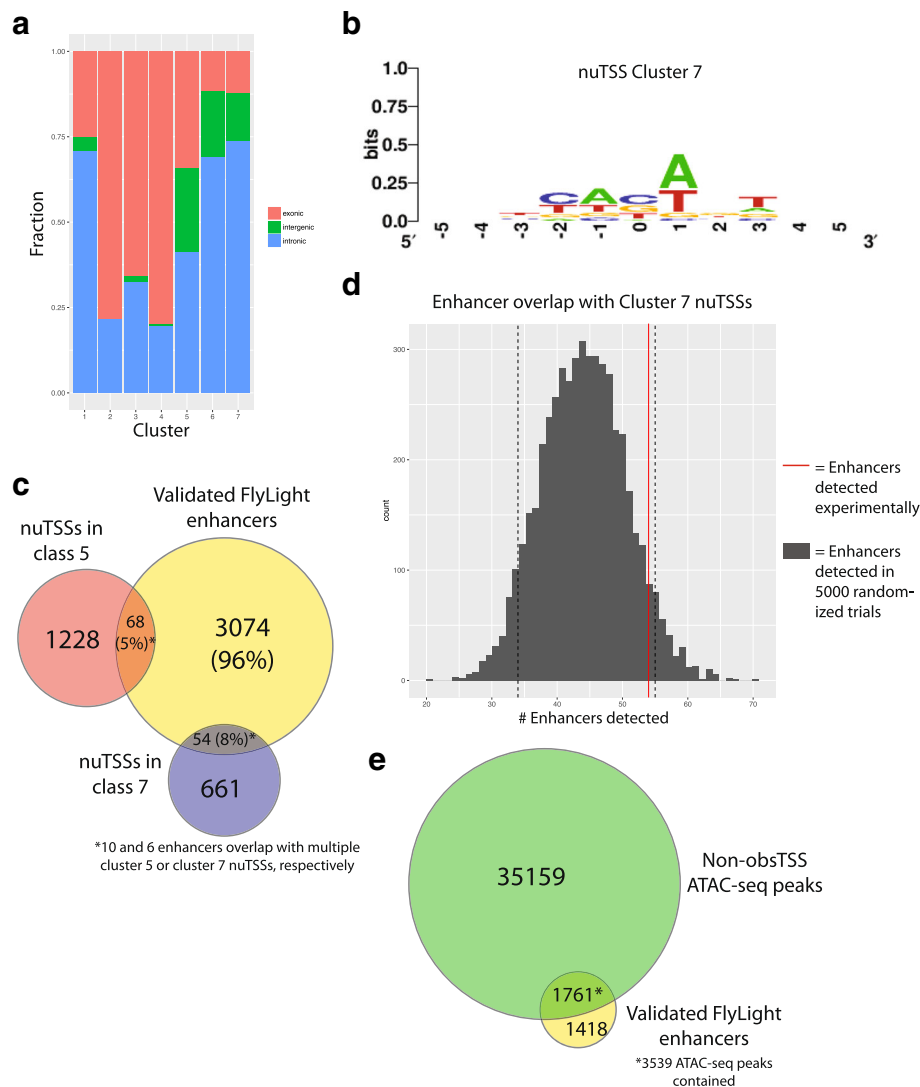 a
1.00
0.75
0.50
0.25
0.00
Fraction
1 2 3 4 5 6 7
Cluster
exonic
intergenic
intronic
b
nuTSS Cluster 7
bits
1.0
0.75
0.5
0.25
0.0
5′ -5 -4 -3 -2 -1 0 1 2 3 4 5 3′
c
Validated FlyLight
enhancers
nuTSSs in
class 5
1228
68
(5%)*
3074
(96%)
54 (8%)*
nuTSSs in
class 7
661
*10 and 6 enhancers overlap with multiple
cluster 5 or cluster 7 nuTSSs, respectively
d
Enhancer overlap with Cluster 7 nuTSSs
300
200
100
0
count
20 30 40 50 60 70
# Enhancers detected
= Enhancers
detected
experimentally
= Enhancers
detected in
5000 random-
ized trials
e
35159
Non-obsTSS
ATAC-seq peaks
1761*
1418
Validated FlyLight
enhancers
*3539 ATAC-seq peaks
contained